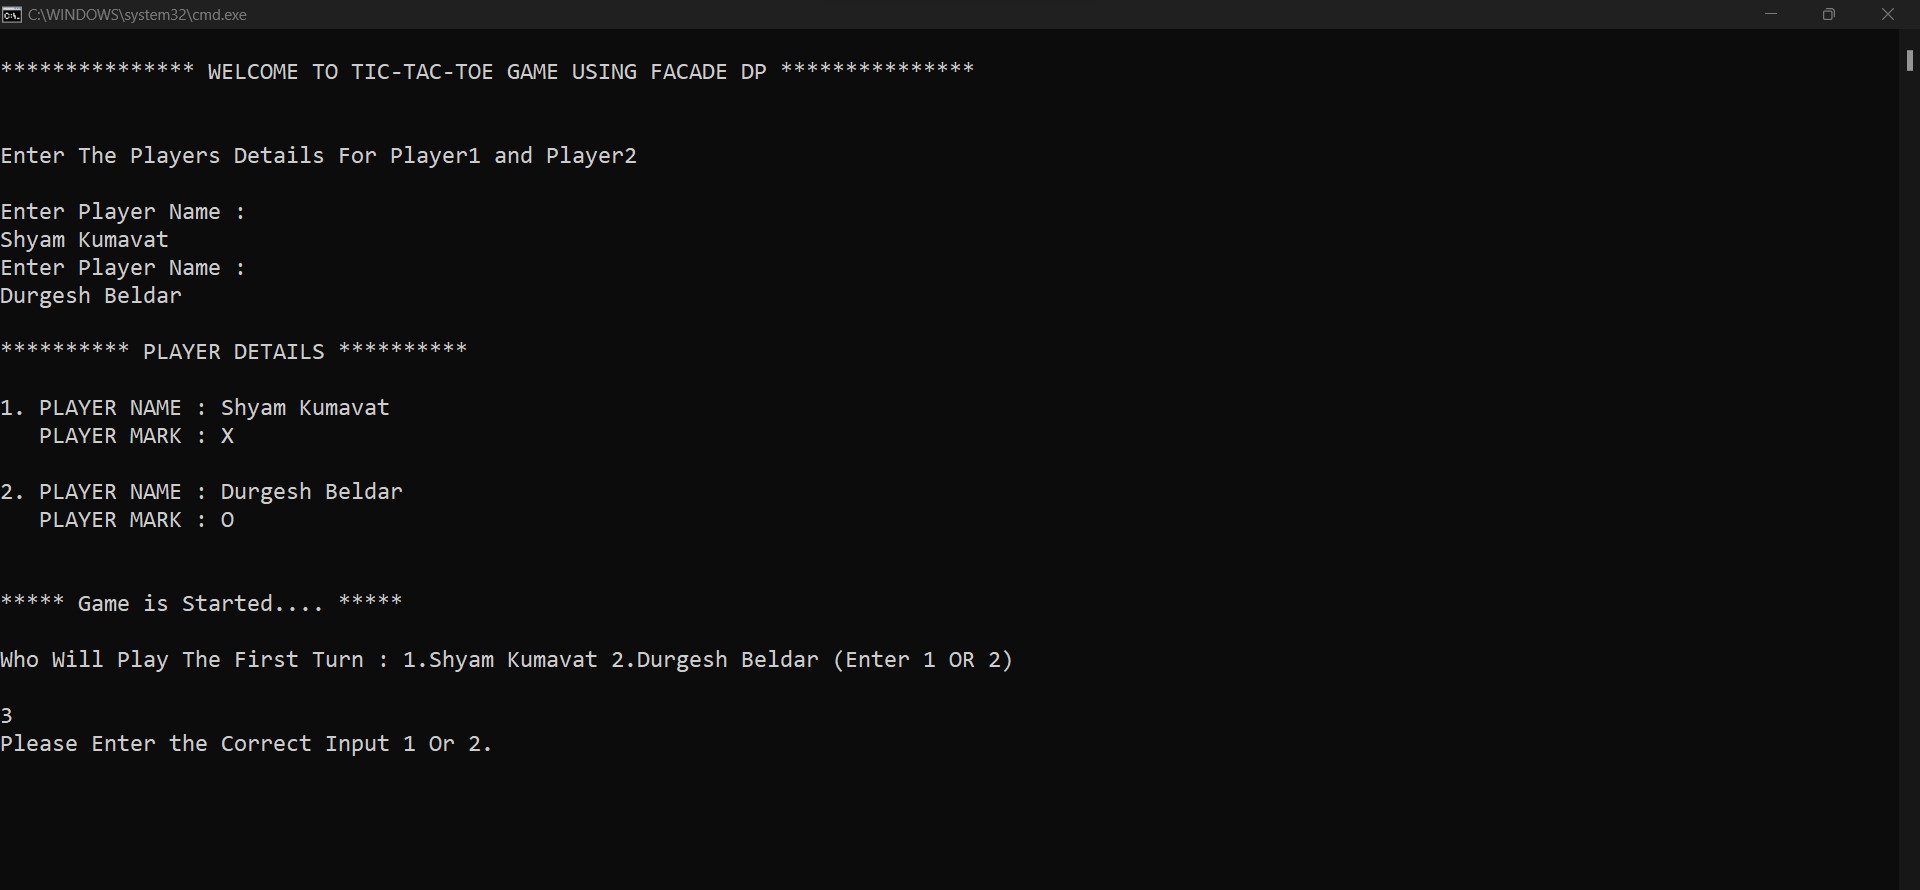 C:\WINDOWS\system32\cmd.exe
*************** WELCOME TO TIC-TAC-TOE GAME USING FACADE DP ***************
Enter The Players Details For Player1 and Player2
Enter Player Name :
Shyam Kumavat
Enter Player Name :
Durgesh Beldar
********** PLAYER DETAILS **********
1. PLAYER NAME : Shyam Kumavat
PLAYER MARK : X
2. PLAYER NAME : Durgesh Beldar
PLAYER MARK : O
***** Game is Started.... *****
Who Will Play The First Turn : 1.Shyam Kumavat 2.Durgesh Beldar (Enter 1 OR 2)
3
Please Enter the Correct Input 1 Or 2.